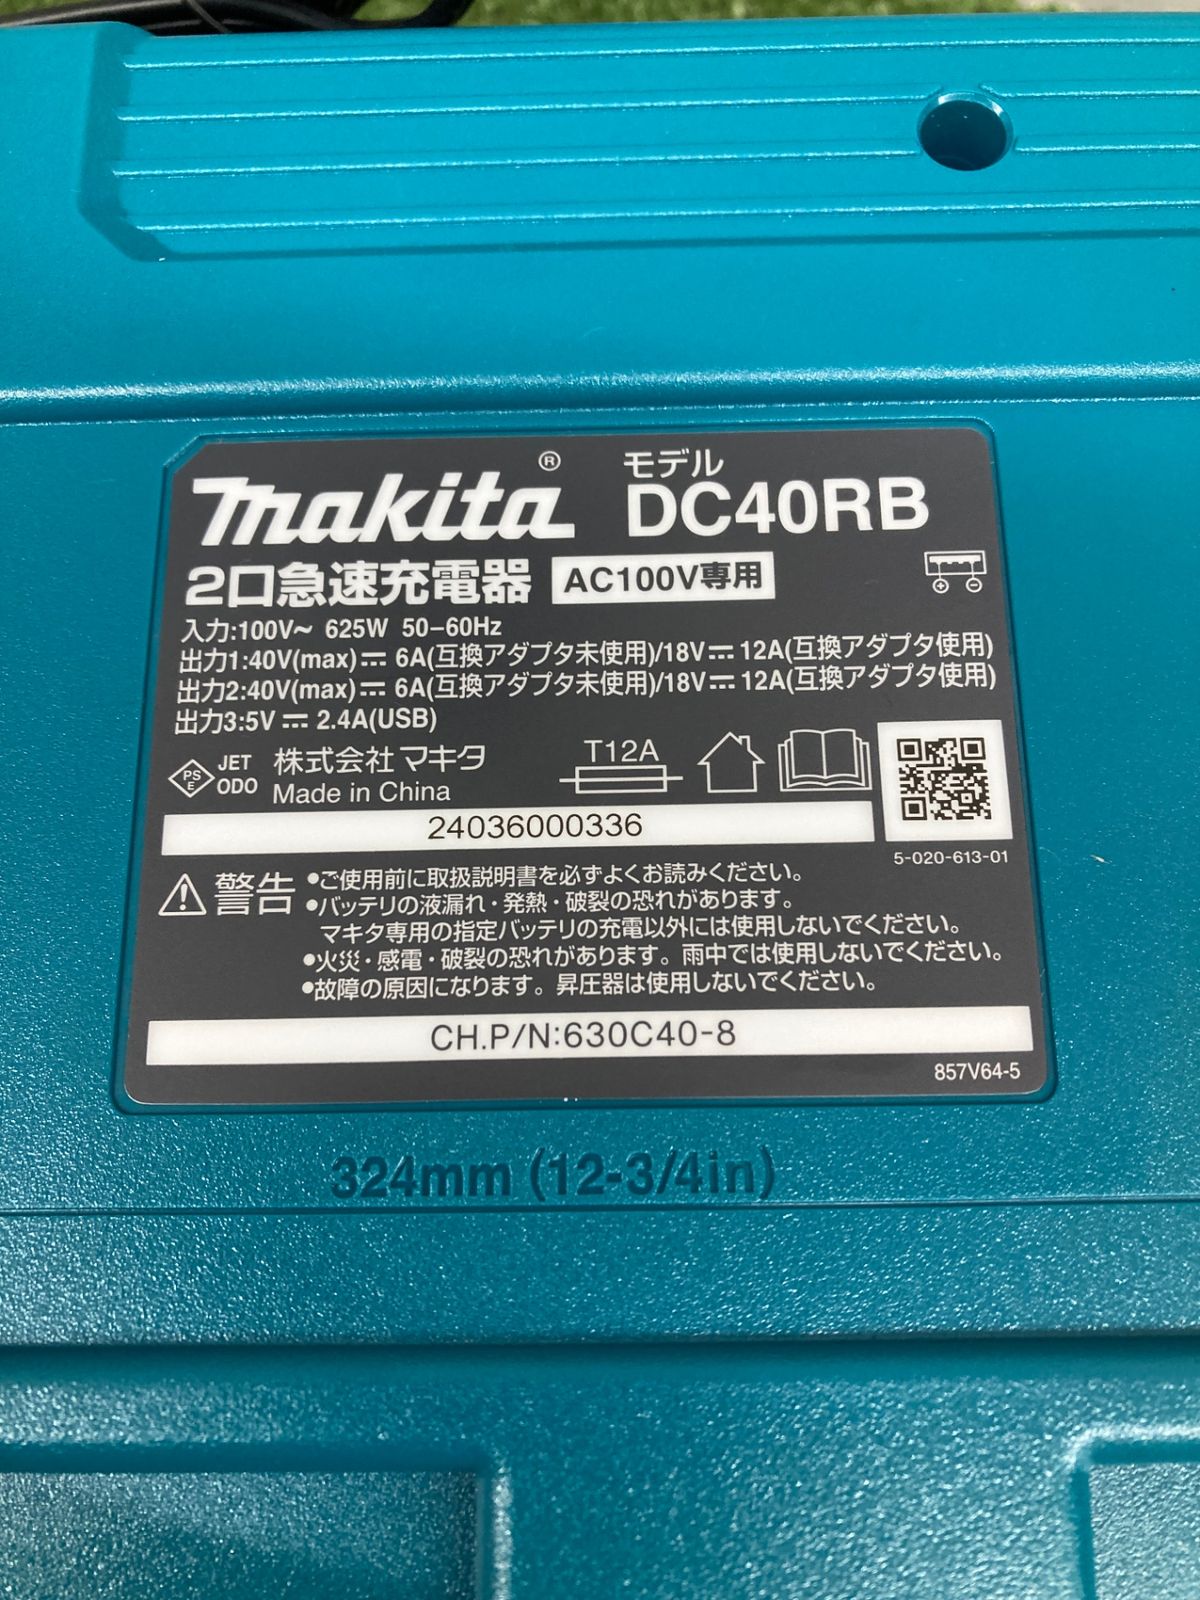 makita®
モデル
DC40RB
2口急速充電器 AC100V専用
入力:100V~ 625W 50-60Hz
出力1:40V(max)⎓ 6A(互換アダプタ未使用)/18V⎓ 12A(互換アダプタ使用)
出力2:40V(max)⎓ 6A(互換アダプタ未使用)/18V⎓ 12A(互換アダプタ使用)
出力3:5V⎓ 2.4A(USB)
PS
E
JET
ODO
株式会社マキタ
Made in China
T12A
24036000336
5-020-613-01
警告
•ご使用前に取扱説明書を必ずよくお読みください。
•バッテリの液漏れ・発熱・破裂の恐れがあります。
マキタ専用の指定バッテリの充電以外には使用しないでください。
•火災・感電・破裂の恐れがあります。雨中では使用しないでください。
•故障の原因になります。昇圧器は使用しないでください。
CH.P/N:630C40-8
857V64-5
324mm (12-3/4in)